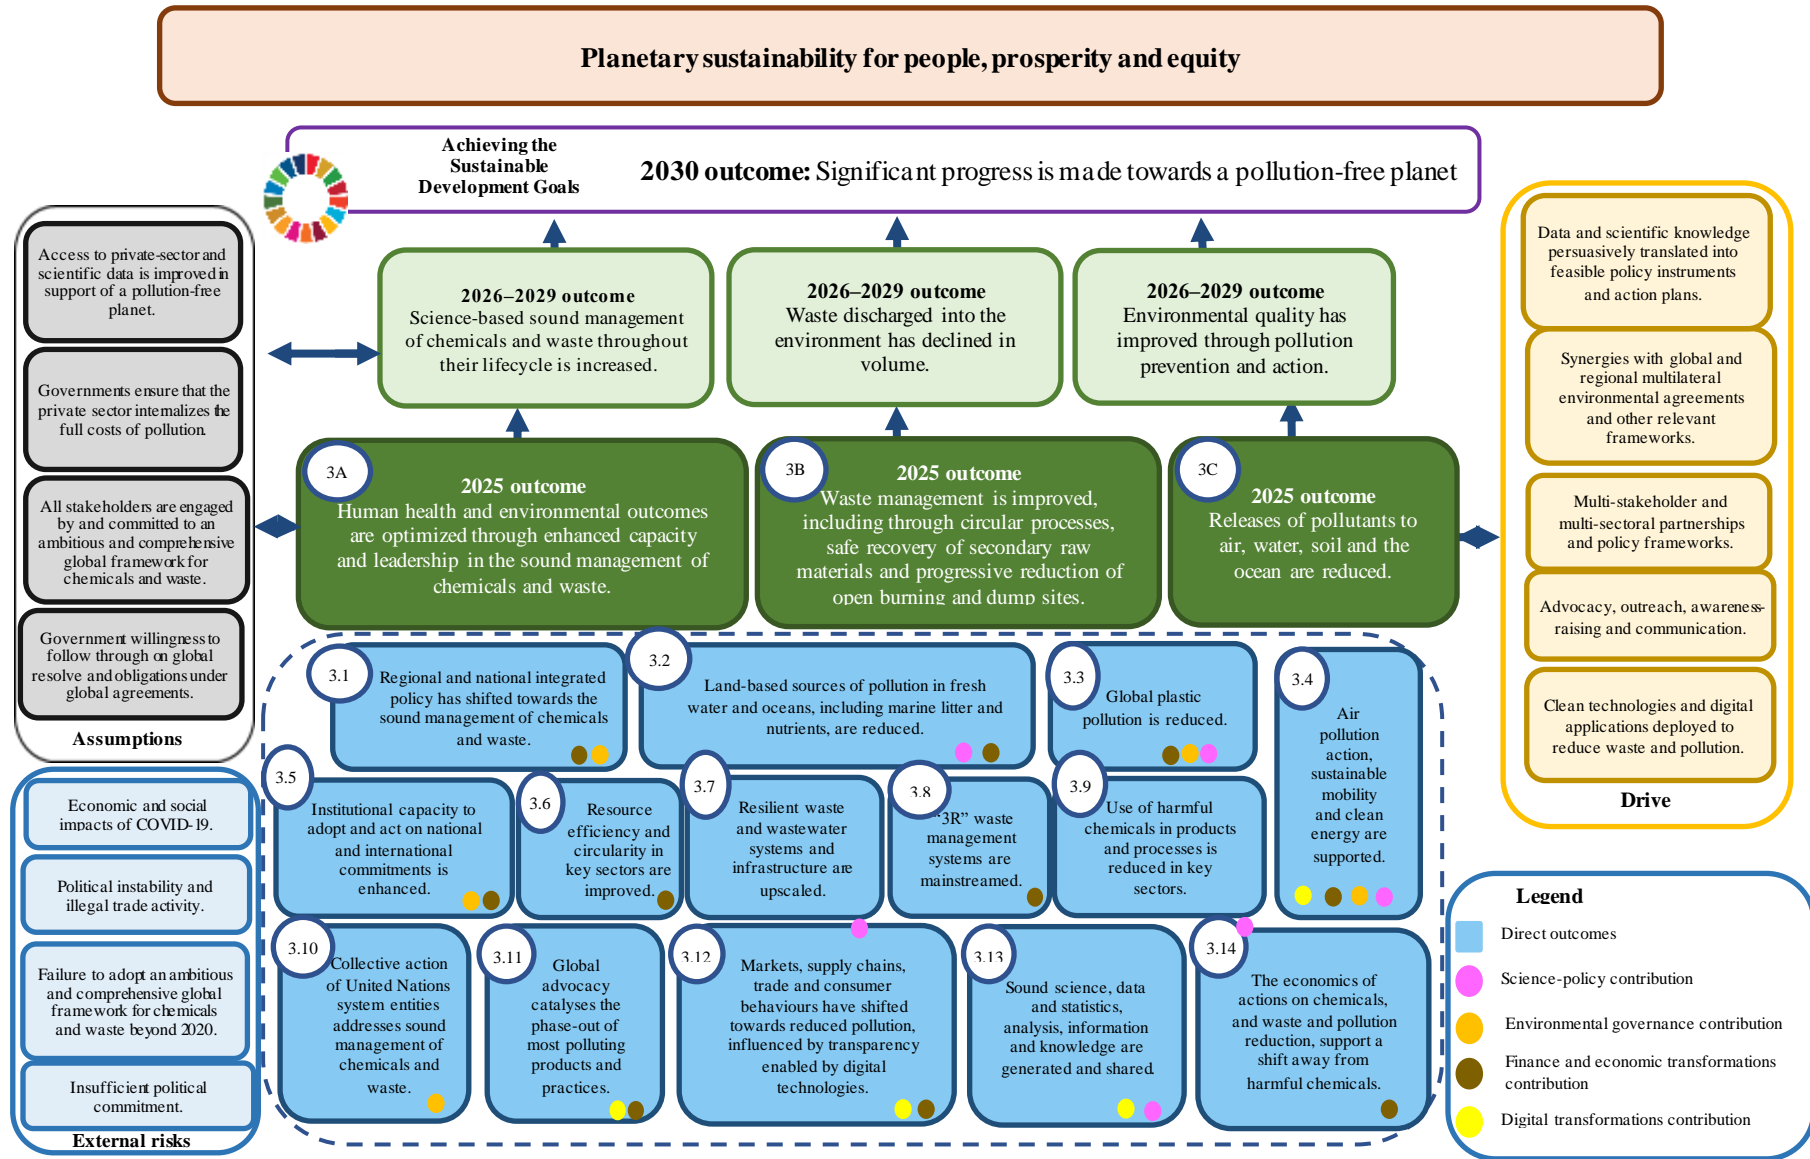 Planetary sustainability for people, prosperity and equity
Achieving the
Sustainable
Development Goals
2030 outcome: Significant progress is made towards a pollution-free planet
Access to private-sector and
scientific data is improved in
support of a pollution-free
planet.
Governments ensure that the
private sector internalizes the
full costs of pollution.
All stakeholders are engaged
by and committed to an
ambitious and comprehensive
global framework for
chemicals and waste.
Government willingness to
follow through on global
resolve and obligations under
global agreements.
Assumptions
Economic and social
impacts of COVID-19.
Political instability and
illegal trade activity.
Failure to adopt an ambitious
and comprehensive global
framework for chemicals
and waste beyond 2020.
Insufficient political
commitment.
External risks
2026–2029 outcome
Science-based sound management
of chemicals and waste throughout
their lifecycle is increased.
2026–2029 outcome
Waste discharged into the
environment has declined in
volume.
2026–2029 outcome
Environmental quality has
improved through pollution
prevention and action.
3A
2025 outcome
Human health and environmental outcomes
are optimized through enhanced capacity
and leadership in the sound management of
chemicals and waste.
3B
2025 outcome
Waste management is improved,
including through circular processes,
safe recovery of secondary raw
materials and progressive reduction of
open burning and dump sites.
3C
2025 outcome
Releases of pollutants to
air, water, soil and the
ocean are reduced.
3.1
Regional and national integrated
policy has shifted towards the
sound management of chemicals
and waste.
3.2
Land-based sources of pollution in fresh
water and oceans, including marine litter and
nutrients, are reduced.
3.3
Global plastic
pollution is reduced.
3.4
Air
pollution
action,
sustainable
mobility
and clean
energy are
supported.
3.5
Institutional capacity to
adopt and act on national
and international
commitments is
enhanced.
3.6
Resource
efficiency and
circularity in
key sectors are
improved.
3.7
Resilient waste
and wastewater
systems and
infrastructure are
upscaled.
3.8
“3R” waste
management
systems are
mainstreamed.
3.9
Use of harmful
chemicals in products
and processes is
reduced in key
sectors.
3.10
Collective action
of United Nations
system entities
addresses sound
management of
chemicals and
waste.
3.11
Global
advocacy
catalyses the
phase-out of
most polluting
products and
practices.
3.12
Markets, supply chains,
trade and consumer
behaviours have shifted
towards reduced pollution,
influenced by transparency
enabled by digital
technologies.
3.13
Sound science, data
and statistics,
analysis, information
and knowledge are
generated and shared.
3.14
The economics of
actions on chemicals,
and waste and pollution
reduction, support a
shift away from
harmful chemicals.
Data and scientific knowledge
persuasively translated into
feasible policy instruments
and action plans.
Synergies with global and
regional multilateral
environmental agreements
and other relevant
frameworks.
Multi-stakeholder and
multi-sectoral partnerships
and policy frameworks.
Advocacy, outreach, awareness-
raising and communication.
Clean technologies and digital
applications deployed to
reduce waste and pollution.
Drive
Legend
Direct outcomes
Science-policy contribution
Environmental governance contribution
Finance and economic transformations
contribution
Digital transformations contribution